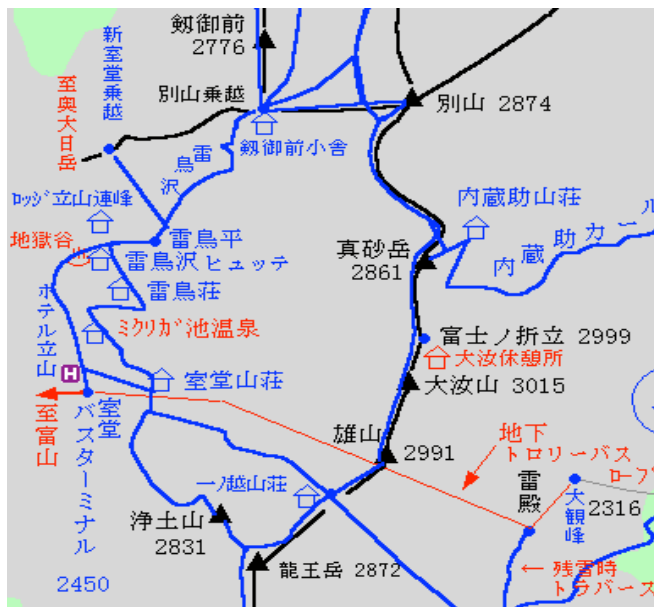 剱御前
2776
新室堂乗越
別山乗越
至奥大日岳
別山 2874
剱御前小舎
雷鳥沢
ﾛｯｼﾞ立山連峰
内蔵助山荘
内蔵助カール
地獄谷
雷鳥平
雷鳥沢ヒュッテ
真砂岳
2861
雷鳥荘
ホテル立山
ミクリガ池温泉
富士ノ折立 2999
大汝休憩所
H
室堂山荘
大汝山 3015
至富山
室堂
バスターミナル
雄山
2991
地下
トロリーバス
雷殿
ロープ
一ノ越山荘
大観峰
2316
浄土山
2831
龍王岳 2872
← 残雪時
トラバース
2450